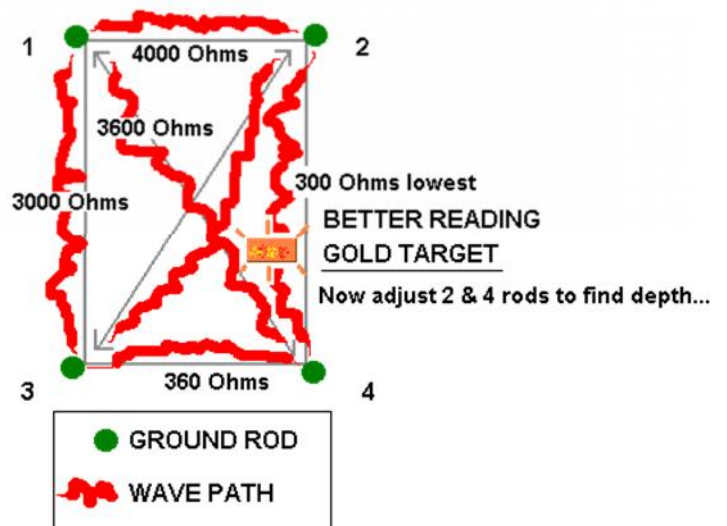 1
2
4000 Ohms
3600 Ohms
300 Ohms lowest
3000 Ohms
BETTER READING
GOLD TARGET
Now adjust 2 & 4 rods to find depth...
3
360 Ohms
4
GROUND ROD
WAVE PATH